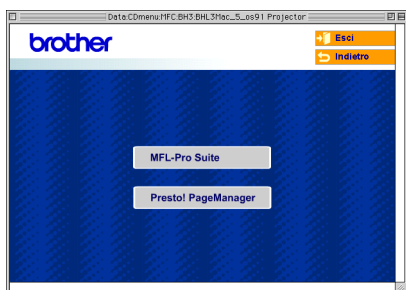 Data:CDmenu:MFC:BH3:BHL3Mac_5_os91 Projector
brother
Esci
Indietro
MFL-Pro Suite
Presto! PageManager